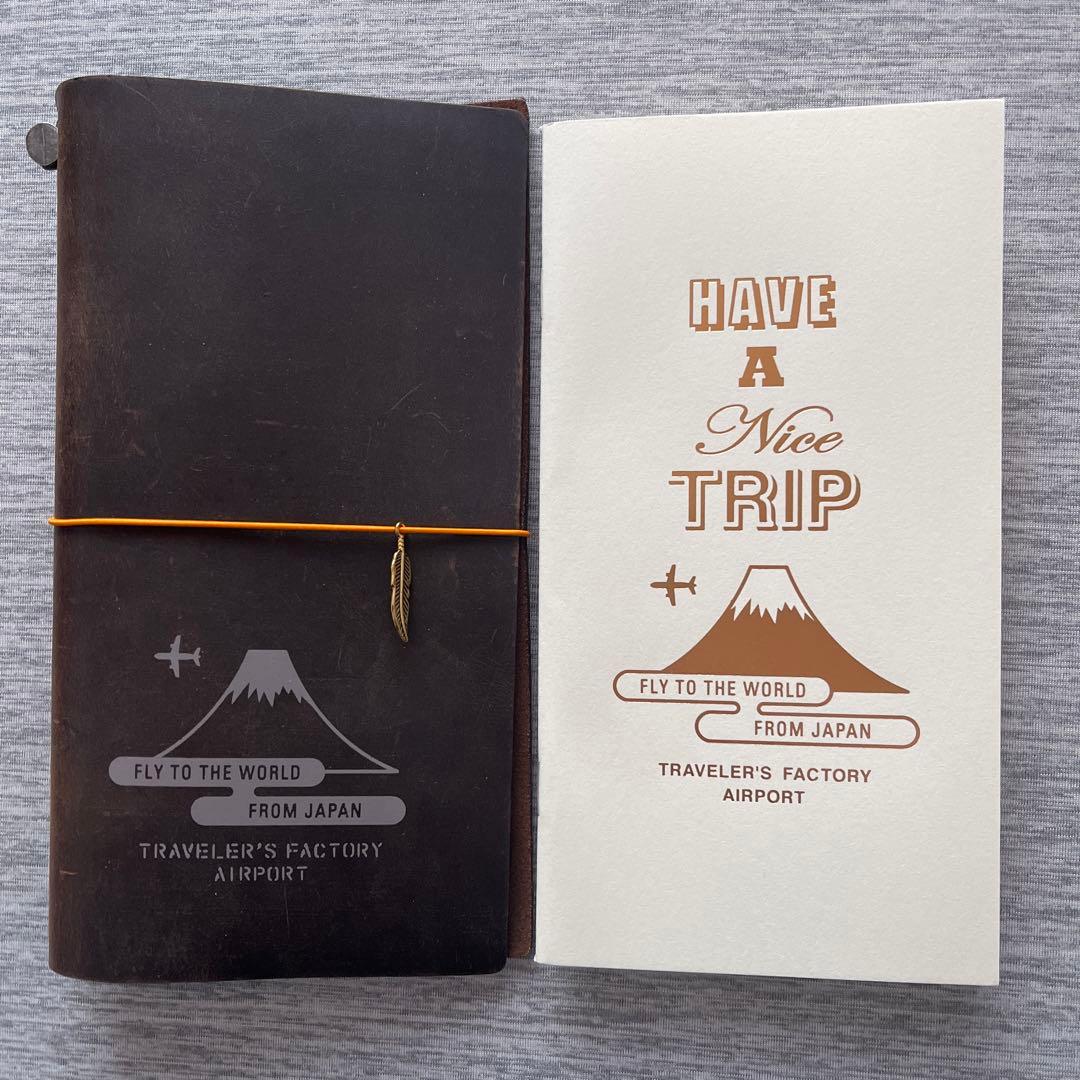 FLY TO THE WORLD
FROM JAPAN
TRAVELER'S FACTORY
AIRPORT
HAVE
A
Nice
TRIP
FLY TO THE WORLD
FROM JAPAN
TRAVELER'S FACTORY
AIRPORT